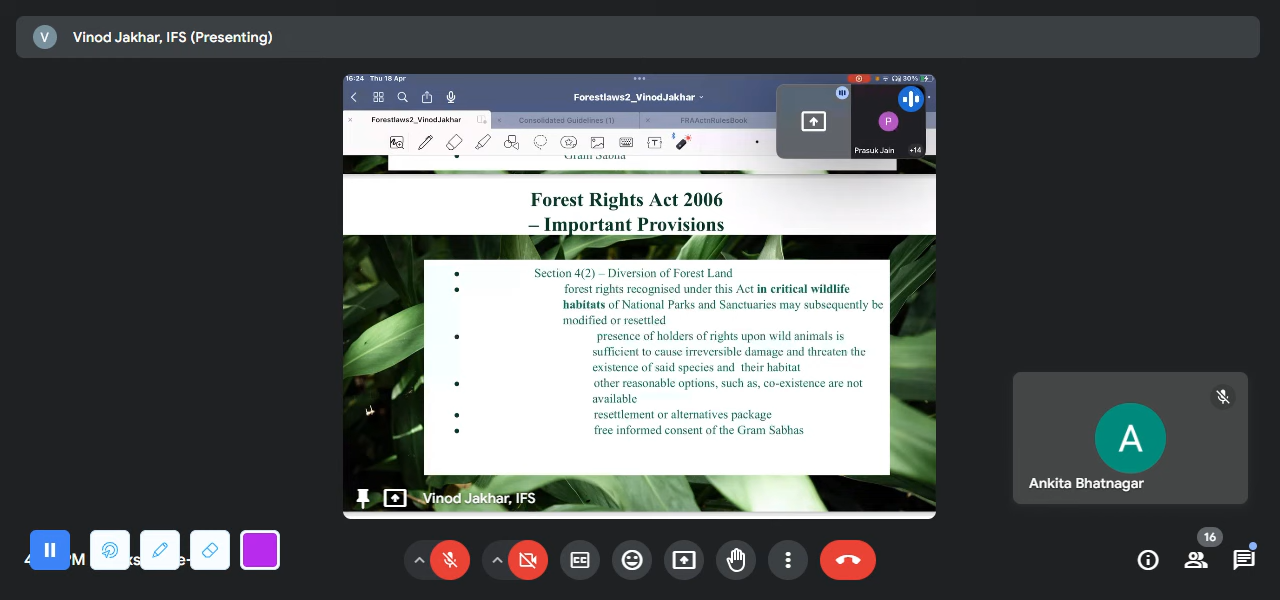 V
Vinod Jakhar, IFS (Presenting)
16:24 Thu 18 Apr
30%
Forestlaws2_VinodJakhar
Forestlaws2_VinodJakhar
Consolidated Guidelines (1)
FRAActnRulesBook
P
Prasuk Jain
+14
T
Gram Sabha
Forest Rights Act 2006
– Important Provisions
• Section 4(2) – Diversion of Forest Land
• forest rights recognised under this Act in critical wildlife
habitats of National Parks and Sanctuaries may subsequently be
modified or resettled
• presence of holders of rights upon wild animals is
sufficient to cause irreversible damage and threaten the
existence of said species and their habitat
• other reasonable options, such as, co-existence are not
available
• resettlement or alternatives package
• free informed consent of the Gram Sabhas
Vinod Jakhar, IFS
A
Ankita Bhatnagar
CC
16